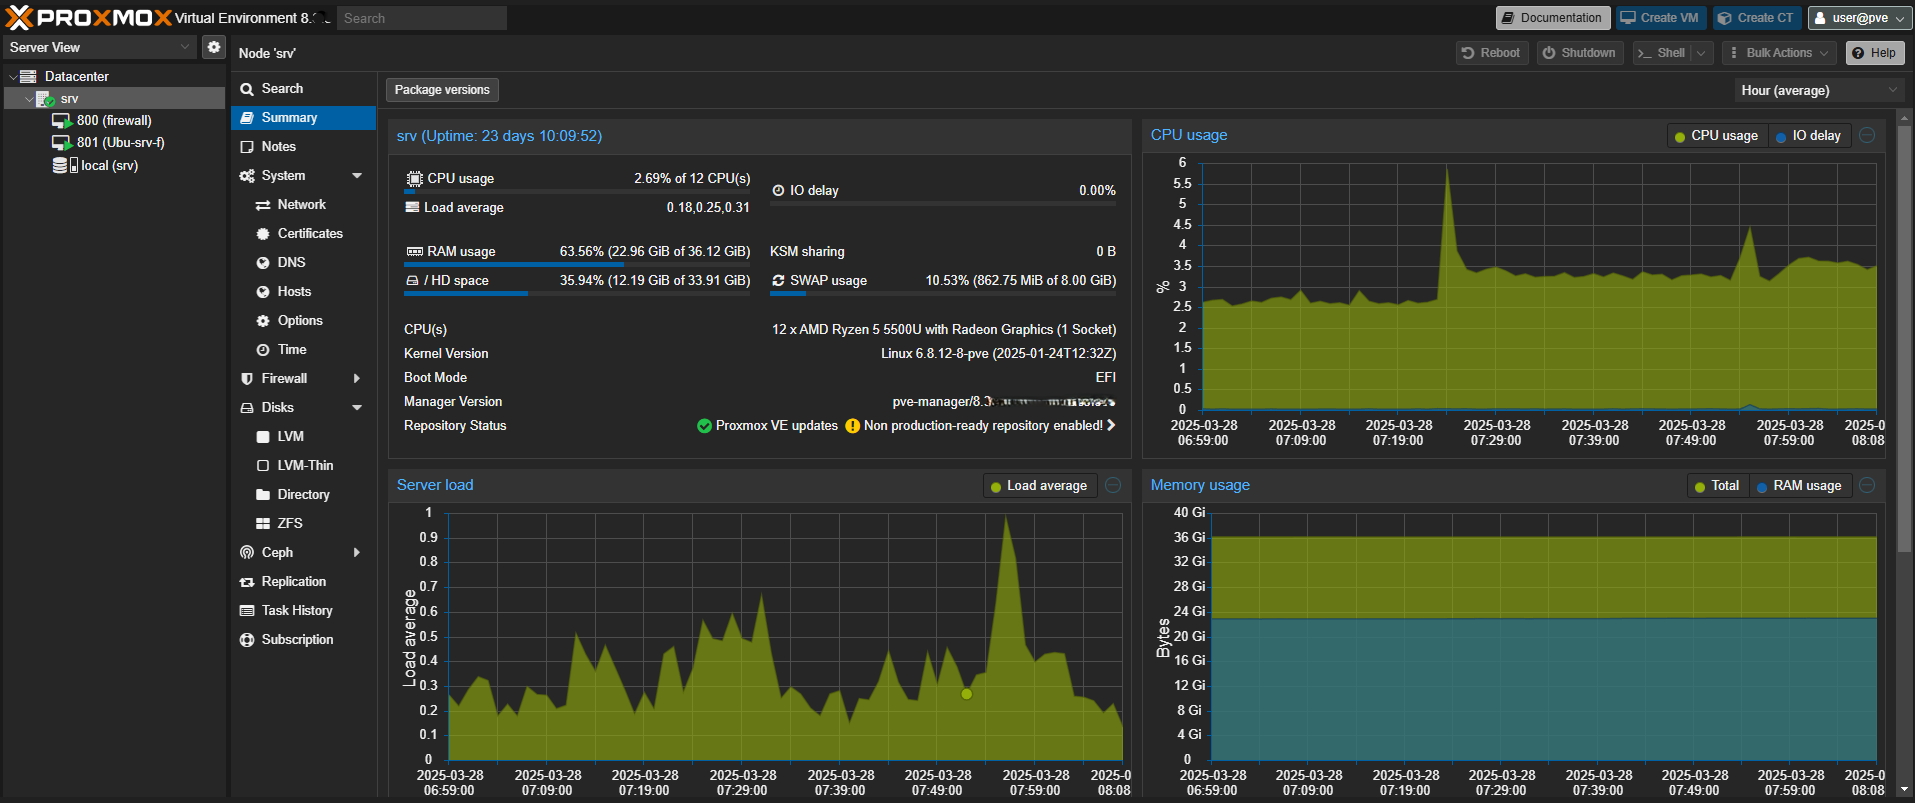 PROXMOX Virtual Environment 8. Search
Documentation Create VM Create CT user@pve
Server View
Node 'srv'
Reboot Shutdown Shell Bulk Actions Help
Datacenter
srv
800 (firewall)
801 (Ubu-srv-f)
local (srv)
Search
Summary
Notes
System
Network
Certificates
DNS
Hosts
Options
Time
Firewall
Disks
LVM
LVM-Thin
Directory
ZFS
Ceph
Replication
Task History
Subscription
Package versions
Hour (average)
srv (Uptime: 23 days 10:09:52)
CPU usage 2.69% of 12 CPU(s)
IO delay 0.00%
Load average 0.18,0.25,0.31
RAM usage 63.56% (22.96 GiB of 36.12 GiB)
KSM sharing 0 B
/ HD space 35.94% (12.19 GiB of 33.91 GiB)
SWAP usage 10.53% (862.75 MiB of 8.00 GiB)
CPU(s) 12 x AMD Ryzen 5 5500U with Radeon Graphics (1 Socket)
Kernel Version Linux 6.8.12-8-pve (2025-01-24T12:32Z)
Boot Mode EFI
Manager Version pve-manager/8.3
Repository Status Proxmox VE updates Non production-ready repository enabled!
CPU usage
CPU usage IO delay
6
5.5
5
4.5
4
3.5
3
2.5
2
1.5
1
0.5
0
%
2025-03-28 2025-03-28 2025-03-28 2025-03-28 2025-03-28 2025-03-28 2025-03-28 2025-0
06:59:00 07:09:00 07:19:00 07:29:00 07:39:00 07:49:00 07:59:00 08:08
Server load
Load average
1
0.9
0.8
0.7
0.6
0.5
0.4
0.3
0.2
0.1
0
Load average
2025-03-28 2025-03-28 2025-03-28 2025-03-28 2025-03-28 2025-03-28 2025-03-28 2025-0
06:59:00 07:09:00 07:19:00 07:29:00 07:39:00 07:49:00 07:59:00 08:08
Memory usage
Total RAM usage
40 Gi
36 Gi
32 Gi
28 Gi
24 Gi
20 Gi
16 Gi
12 Gi
8 Gi
4 Gi
0
Bytes
2025-03-28 2025-03-28 2025-03-28 2025-03-28 2025-03-28 2025-03-28 2025-03-28 2025-0
06:59:00 07:09:00 07:19:00 07:29:00 07:39:00 07:49:00 07:59:00 08:08